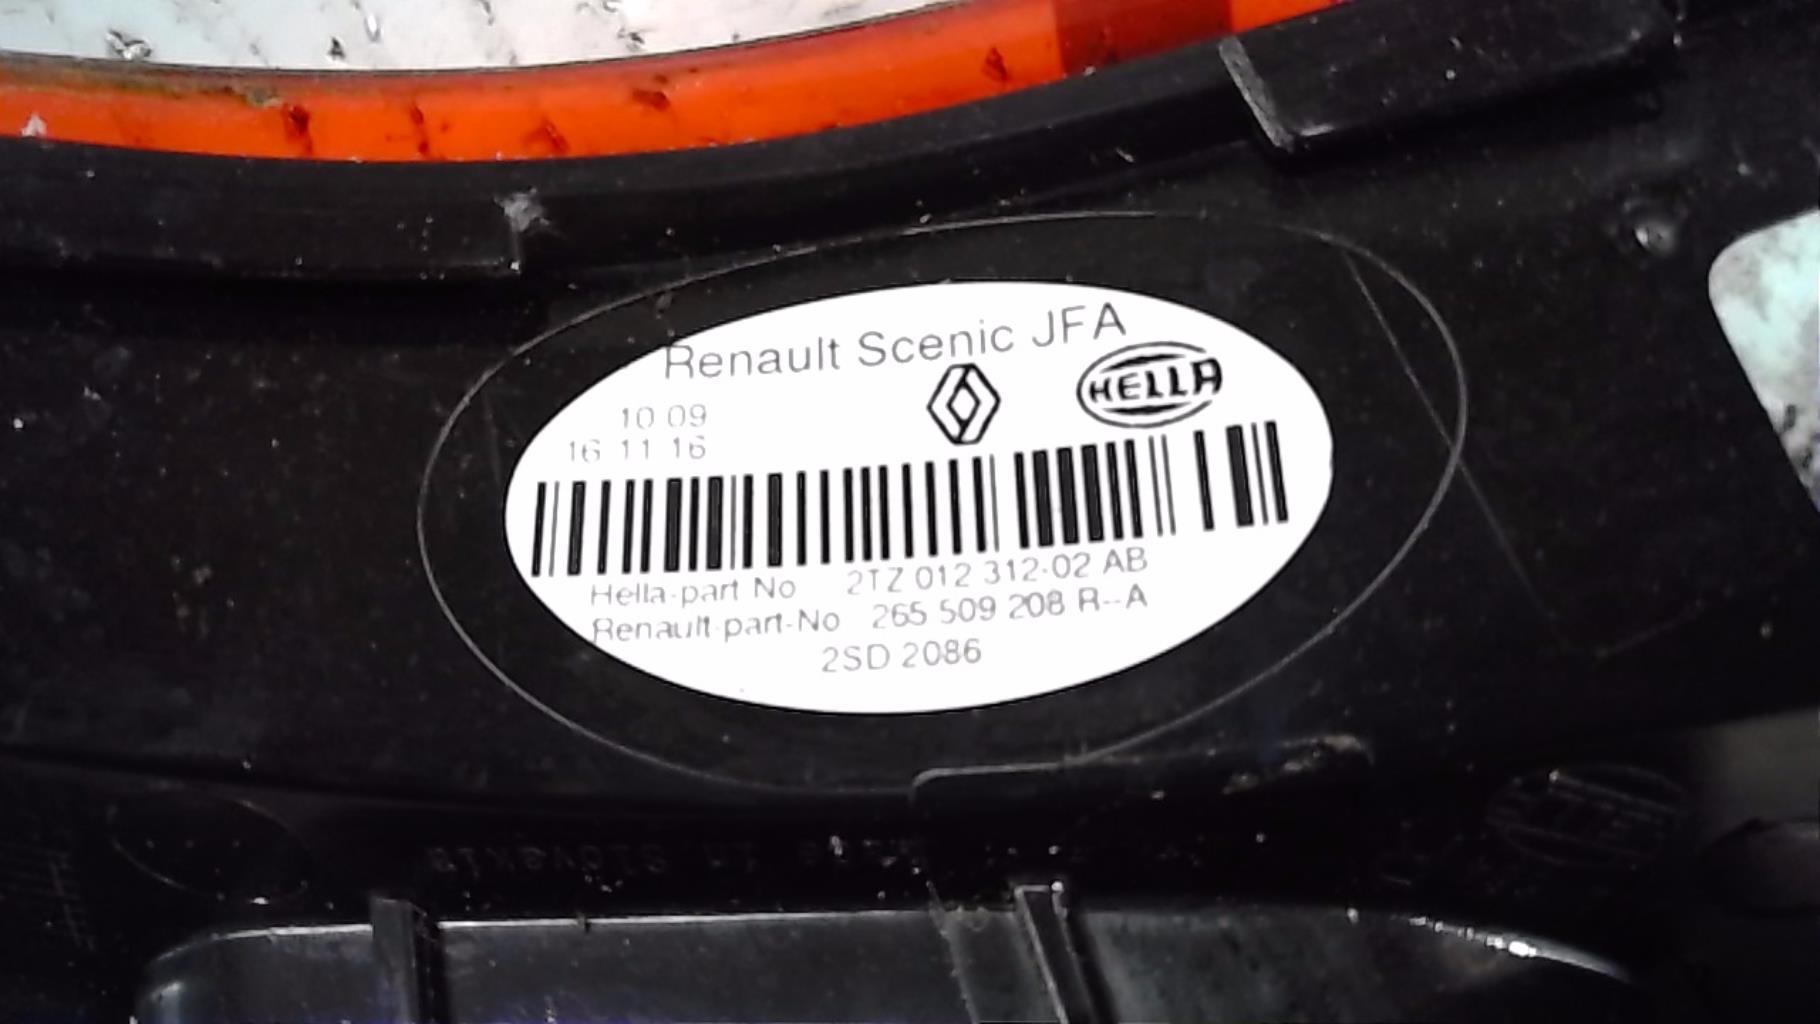 Renault Scenic JFA
HELLA
10 09
16 11 16
Hella-part No 2TZ 012 312-02 AB
Renault-part-No 265 509 208 R--A
2SD 2086